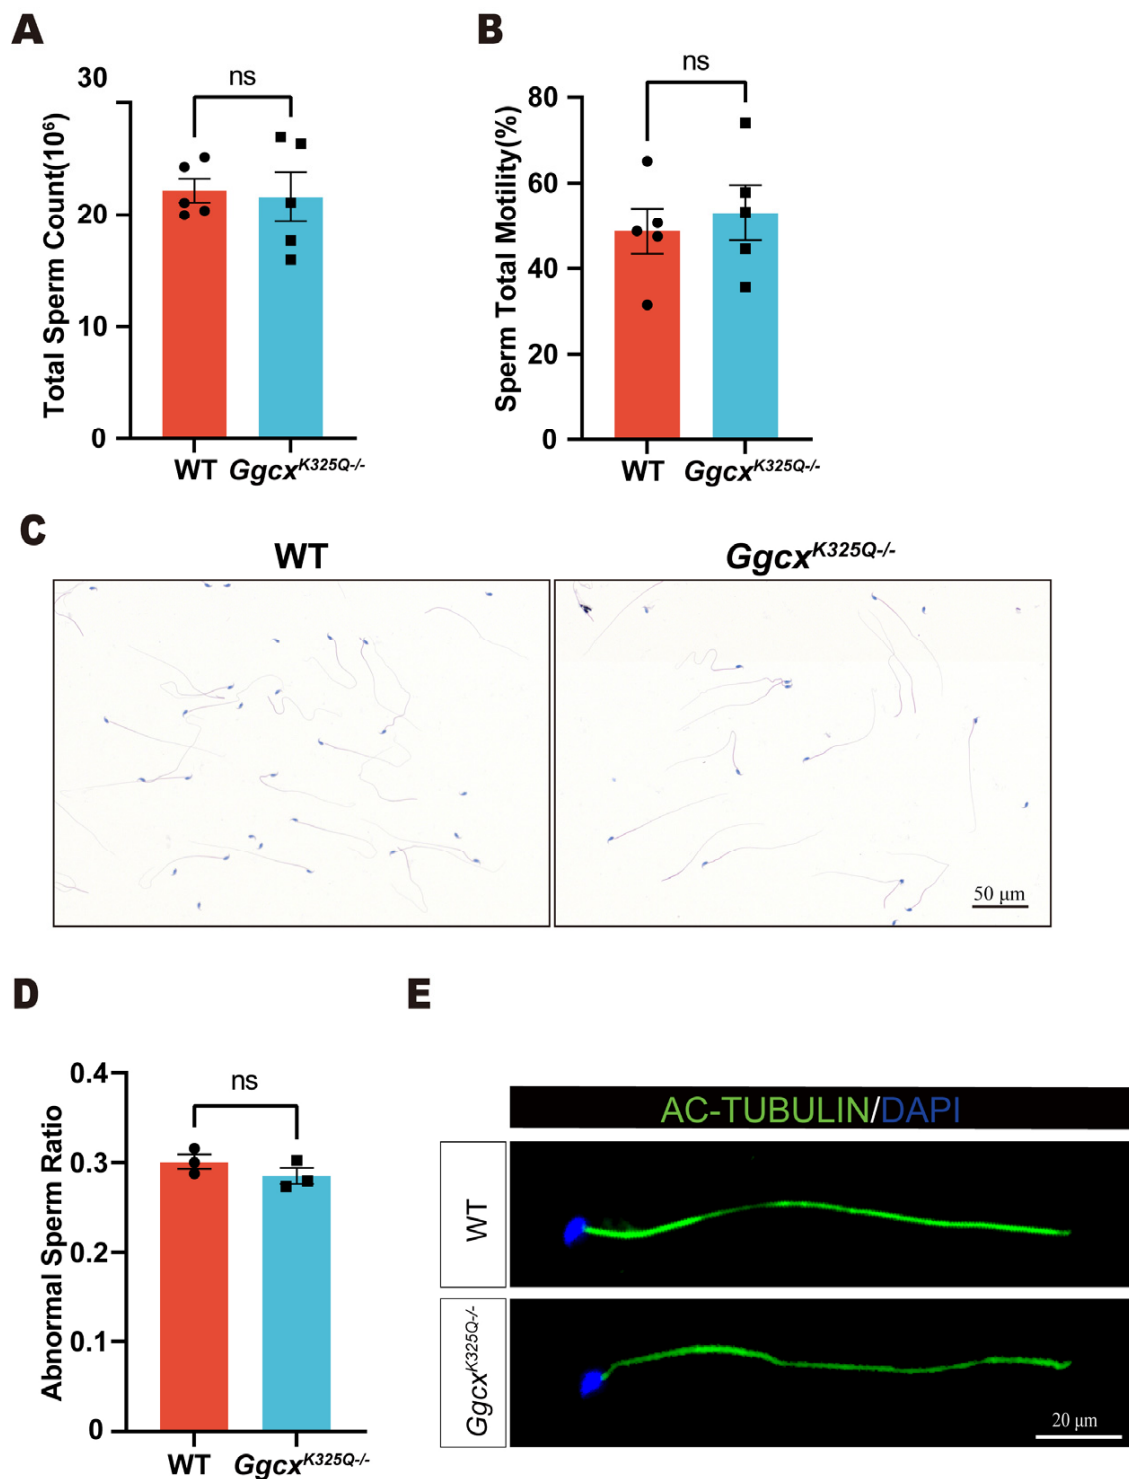 A
Total Sperm Count(10⁶)
30
20
10
0
ns
WT
Ggcx^K325Q-/-
B
Sperm Total Motility(%)
80
60
40
20
0
ns
WT
Ggcx^K325Q-/-
C
WT
Ggcx^K325Q-/-
50 μm
D
Abnormal Sperm Ratio
0.4
0.3
0.2
0.1
0
ns
WT
Ggcx^K325Q-/-
E
AC-TUBULIN/DAPI
WT
Ggcx^K325Q-/-
20 μm